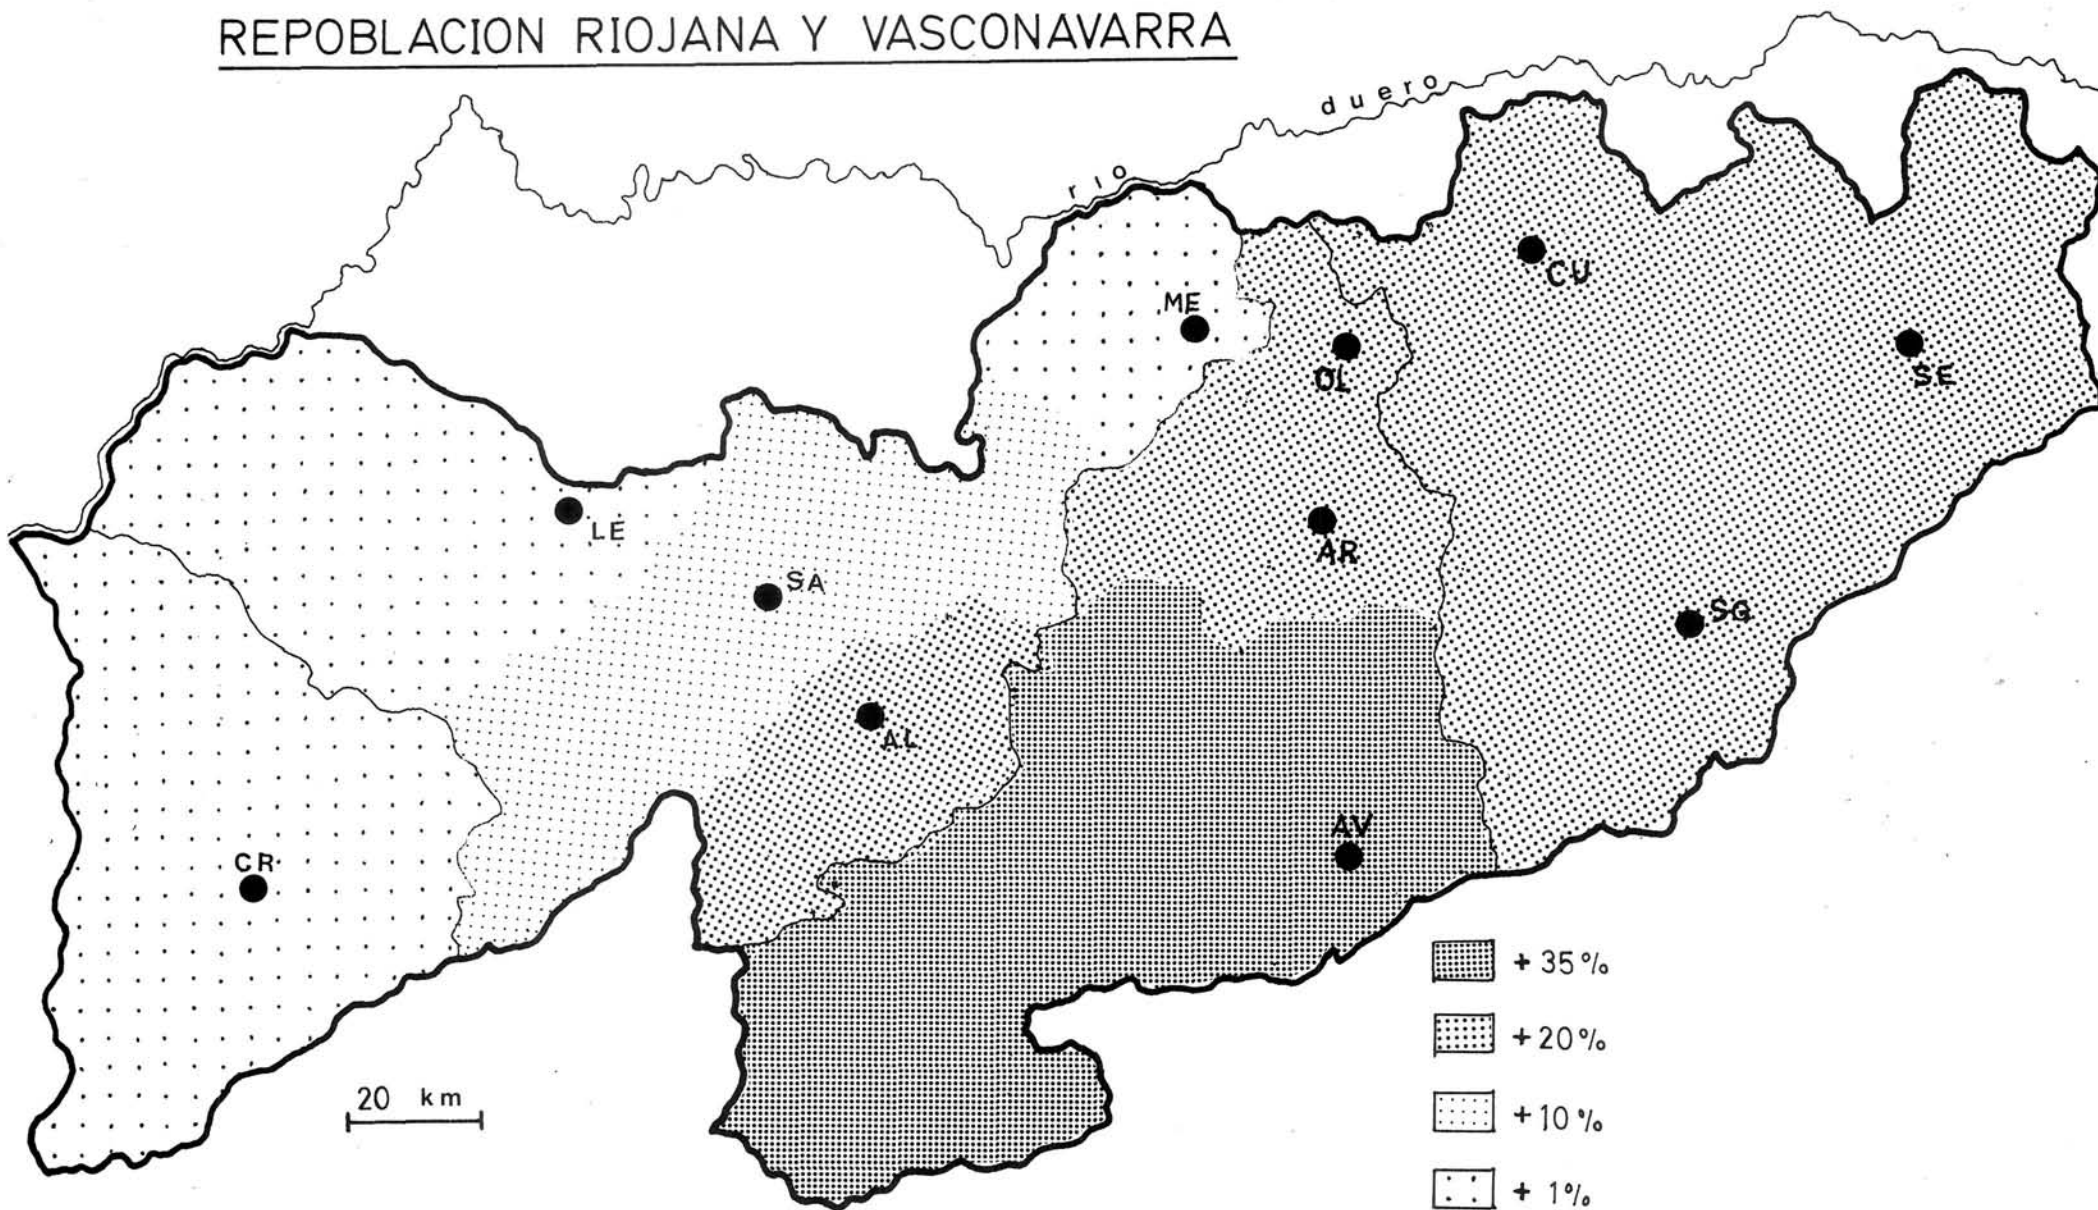 REPOBLACION RIOJANA Y VASCONAVARRA
río duero
ME
CU
OL
SE
LE
AR
SA
SG
AL
AV
CR
+ 35%
+ 20%
+ 10%
+ 1%
20 km